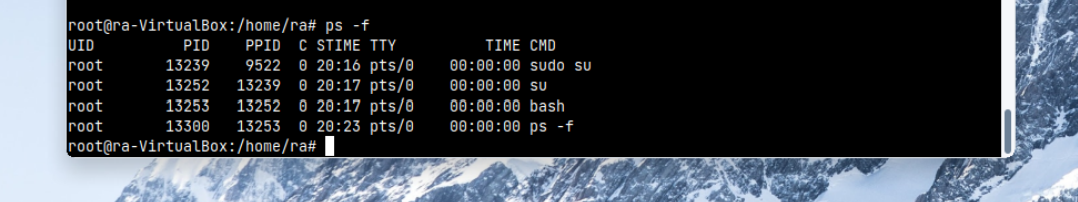 root@ra-VirtualBox:/home/ra# ps -f
UID          PID    PPID  C STIME TTY          TIME CMD
root       13239    9522  0 20:16 pts/0    00:00:00 sudo su
root       13252   13239  0 20:17 pts/0    00:00:00 su
root       13253   13252  0 20:17 pts/0    00:00:00 bash
root       13300   13253  0 20:23 pts/0    00:00:00 ps -f
root@ra-VirtualBox:/home/ra#